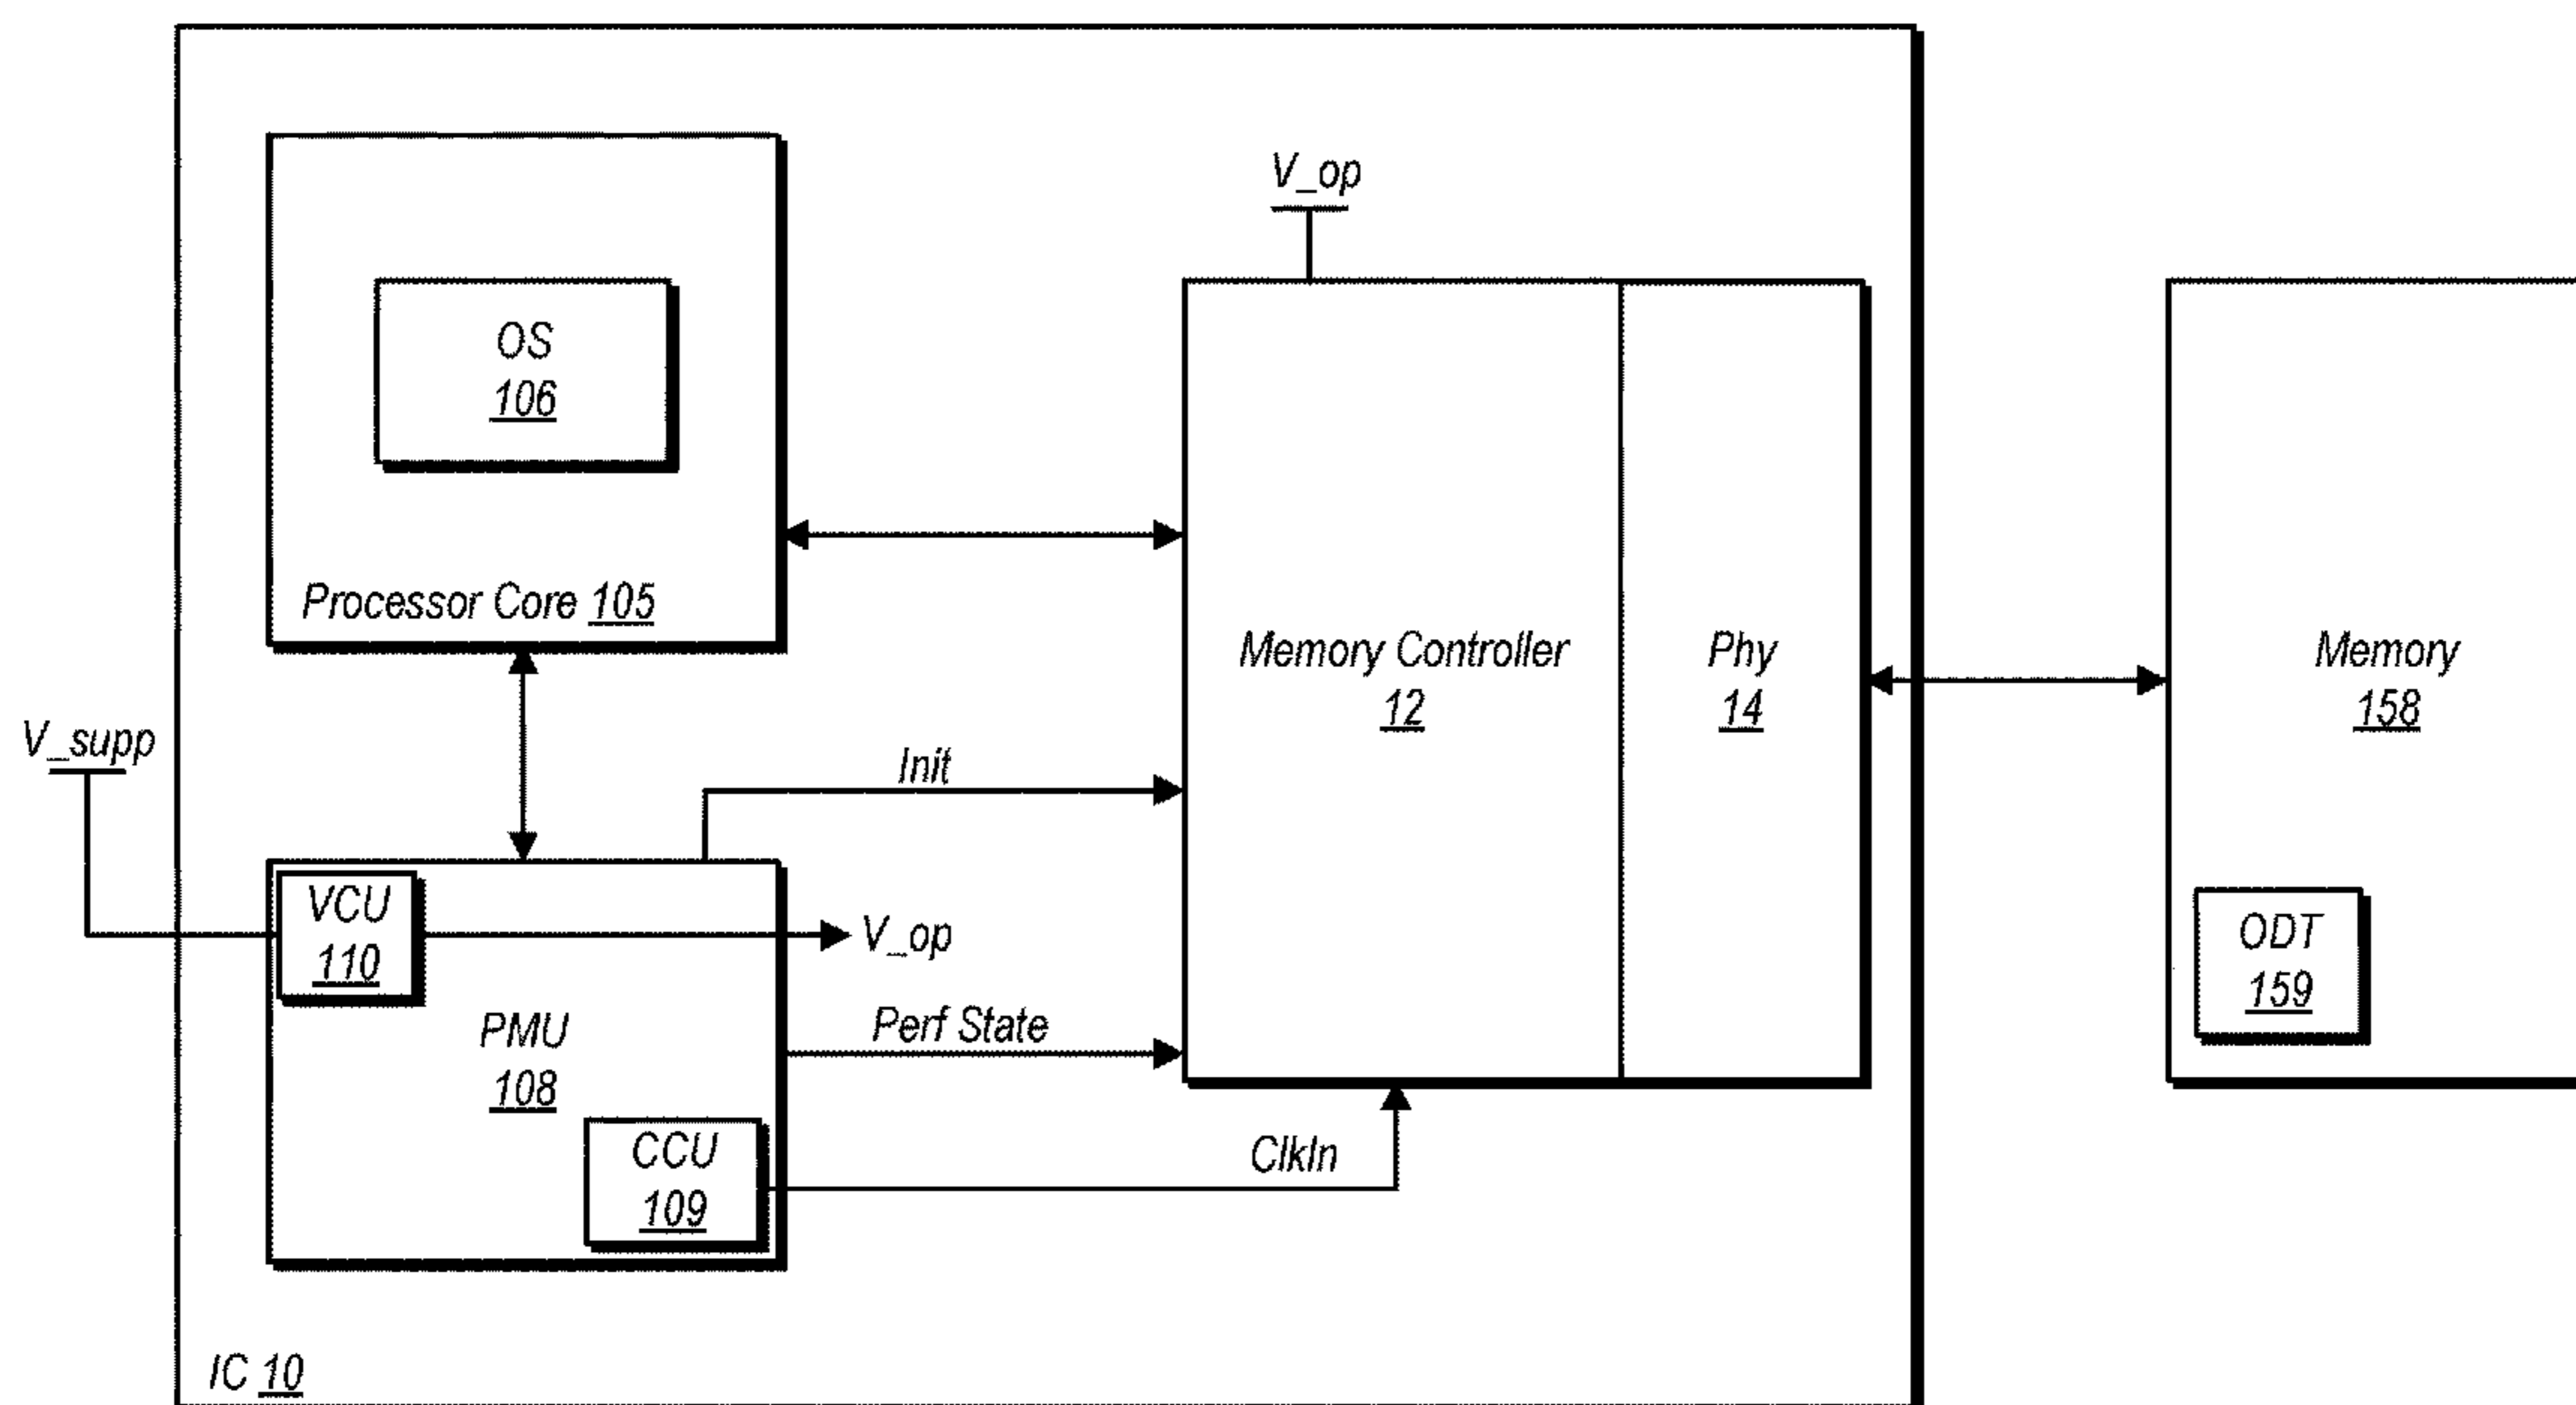 V_op
OS
106
Processor Core 105
Memory Controller
12
Phy
14
Memory
158
V_supp
Init
VCU
110
V_op
ODT
159
PMU
108
Perf State
CCU
109
ClkIn
IC 10